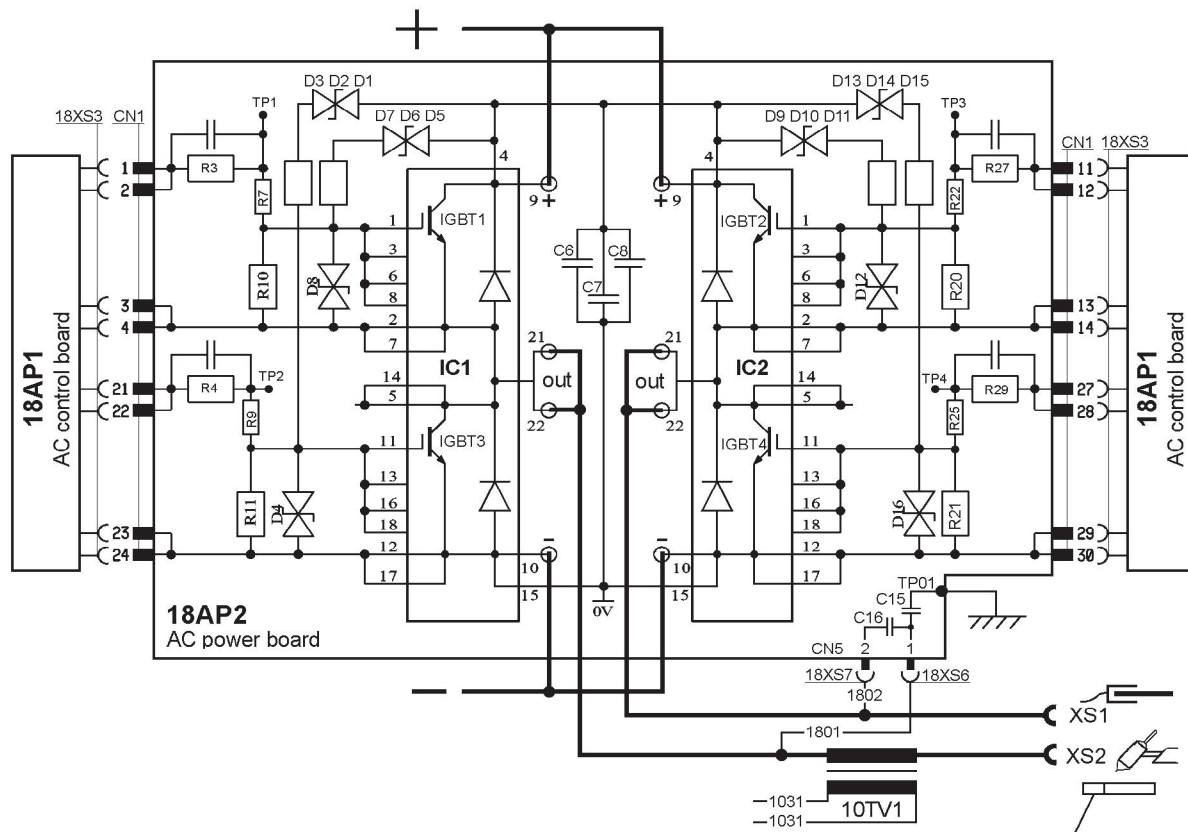 +
D3 D2 D1
D13 D14 D15
18XS3 CN1
TP1
D7 D6 D5
D9 D10 D11
TP3
CN1 18XS3
4
4
1
R3
R27
11
2
R7
9 +
+ 9
R22
12
1
IGBT1
IGBT2
1
3
C6
C8
3
R10
D8
6
C7
6
D12
R20
8
8
3
2
2
13
4
7
21
21
7
14
18AP1
AC control board
IC1
out
out
IC2
18AP1
AC control board
21
R4
TP2
14
14
TP4
R29
27
22
R9
5
22
22
5
R25
28
11
IGBT3
IGBT4
11
13
13
R11
D4
16
16
D16
R21
18
18
23
12
-
-
12
29
24
17
10
10
17
30
15
0V
15
TP01
18AP2
AC power board
C15
C16
CN5 2 1
18XS7
18XS6
1802
XS1
1801
XS2
1031
1031
10TV1